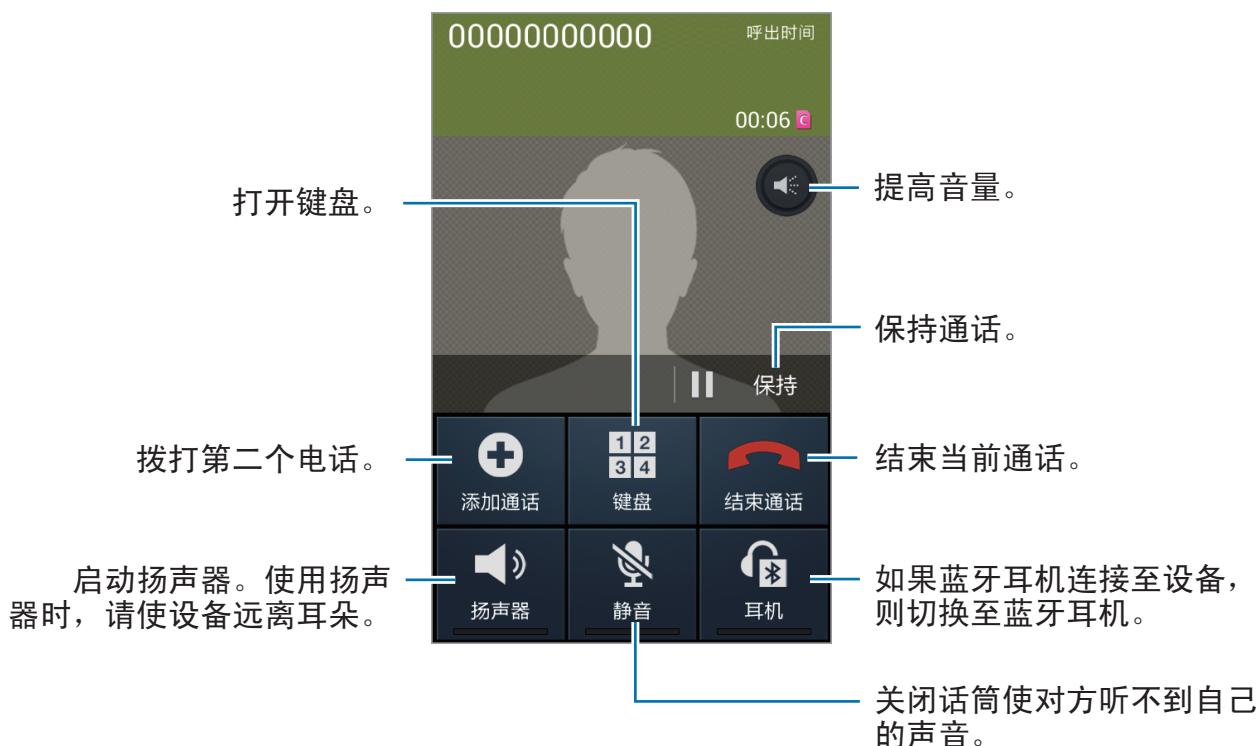 00000000000
呼出时间
00:06 C
打开键盘。
提高音量。
保持通话。
保持
拨打第二个电话。
1 2
3 4
结束当前通话。
添加通话
键盘
结束通话
启动扬声器。使用扬声
器时，请使设备远离耳朵。
扬声器
静音
耳机
如果蓝牙耳机连接至设备，
则切换至蓝牙耳机。
关闭话筒使对方听不到自己
的声音。